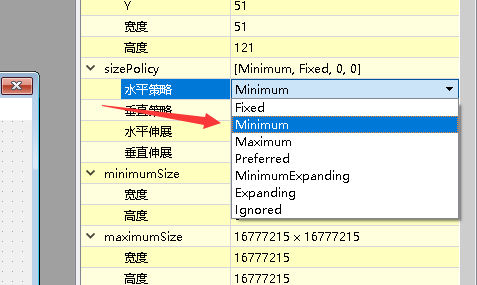 Y 51
宽度 51
高度 121
sizePolicy [Minimum, Fixed, 0, 0]
水平策略 Minimum
垂直策略 Fixed
水平伸展 Minimum
垂直伸展 Maximum
Preferred
minimumSize MinimumExpanding
宽度 Expanding
高度 Ignored
maximumSize 16777215 x 16777215
宽度 16777215
高度 16777215